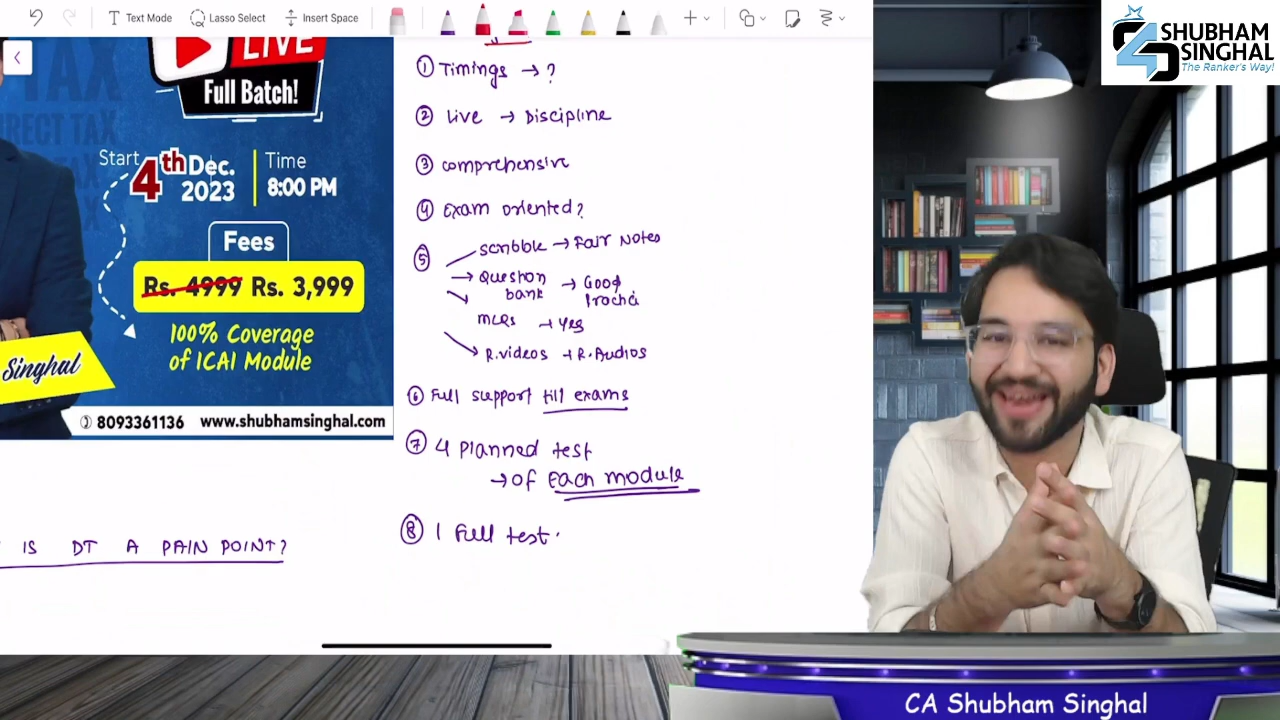 Text Mode
Lasso Select
Insert Space
SHUBHAM
SINGHAL
The Ranker's Way!
LIVE
Full Batch!
Start
4th Dec.
2023
Time
8:00 PM
Fees
Rs. 4999 Rs. 3,999
100% Coverage
of ICAI Module
Singhal
8093361136 www.shubhamsinghal.com
IS DT A PAIN POINT?
① Timings → ?
② Live → Discipline
③ comprehensive
④ Exam oriented?
⑤ scribble → Fair Notes
→ Question bank → Good
MCQs → Yes
R.videos → R.Audios
⑥ Full support till exams
⑦ 4 Planned test
→ of Each module
⑧ 1 Full test.
CA Shubham Singhal